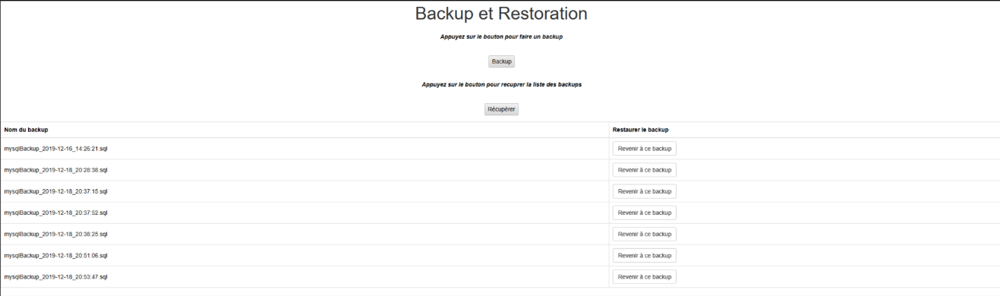 Backup et Restoration
Appuyez sur le bouton pour faire un backup
Backup
Appuyez sur le bouton pour recuprer la liste des backups
Récupérer
Nom du backup Restaurer le backup
mysqlBackup_2019-12-16_14:26:21.sql Revenir à ce backup
mysqlBackup_2019-12-18_20:28:38.sql Revenir à ce backup
mysqlBackup_2019-12-18_20:37:15.sql Revenir à ce backup
mysqlBackup_2019-12-18_20:37:52.sql Revenir à ce backup
mysqlBackup_2019-12-18_20:38:25.sql Revenir à ce backup
mysqlBackup_2019-12-18_20:51:06.sql Revenir à ce backup
mysqlBackup_2019-12-18_20:53:47.sql Revenir à ce backup